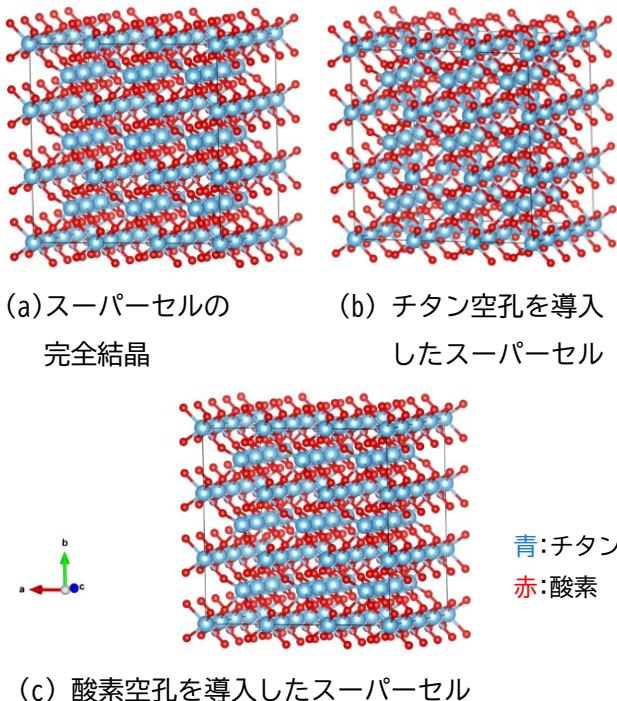 (a)スーパーセルの
完全結晶
(b) チタン空孔を導入
したスーパーセル
b
a
c
青:チタン
赤:酸素
(c) 酸素空孔を導入したスーパーセル